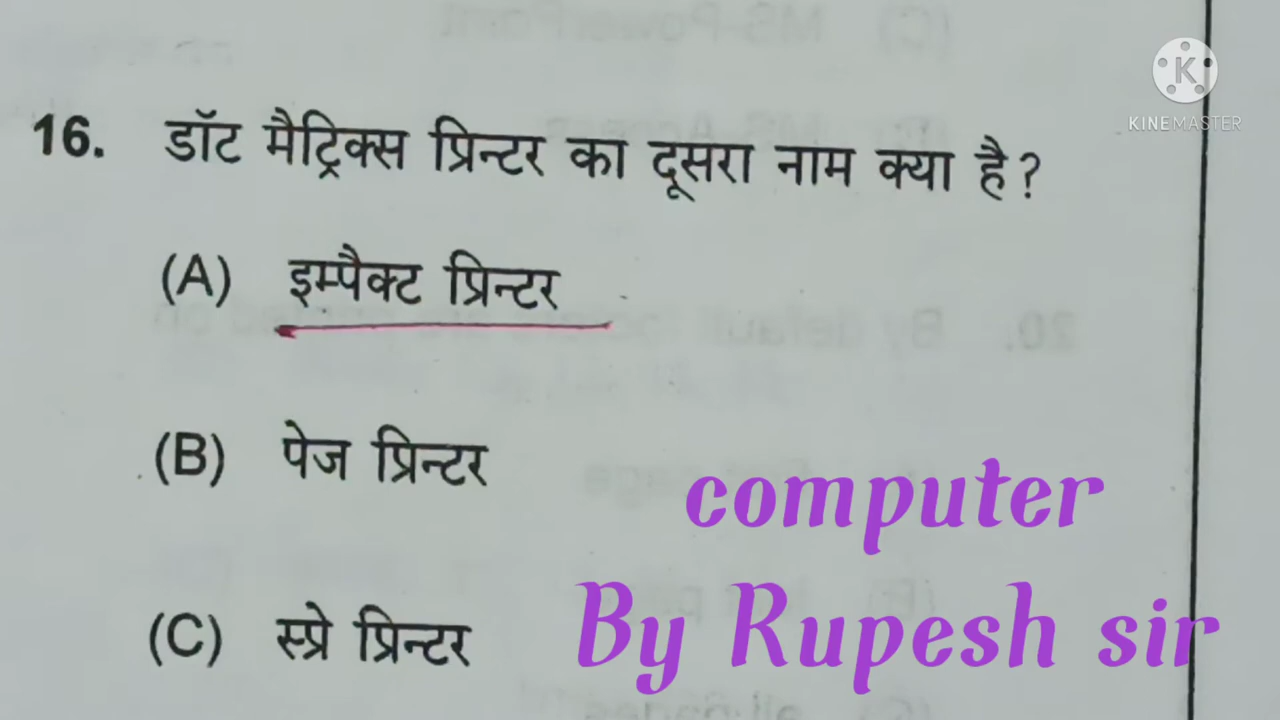 KINEMASTER
16. डॉट मैट्रिक्स प्रिन्टर का दूसरा नाम क्या है?
(A) इम्पैक्ट प्रिन्टर
(B) पेज प्रिन्टर
(C) स्प्रे प्रिन्टर
computer
By Rupesh sir